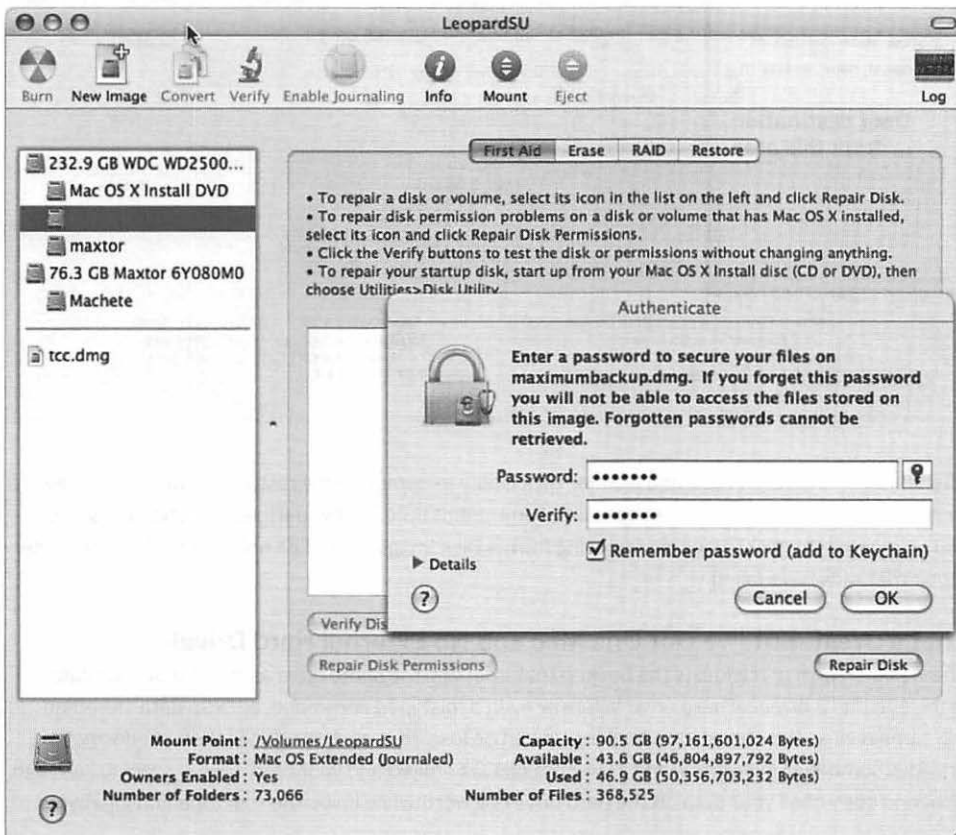 LeopardSU
Burn New Image Convert Verify Enable Journaling Info Mount Eject Log
232.9 GB WDC WD2500...
Mac OS X Install DVD
maxtor
76.3 GB Maxtor 6Y080M0
Machete
tcc.dmg
First Aid Erase RAID Restore
• To repair a disk or volume, select its icon in the list on the left and click Repair Disk.
• To repair disk permission problems on a disk or volume that has Mac OS X installed,
select its icon and click Repair Disk Permissions.
• Click the Verify buttons to test the disk or permissions without changing anything.
• To repair your startup disk, start up from your Mac OS X Install disc (CD or DVD), then
choose Utilities>Disk Utility.
Authenticate
Enter a password to secure your files on
maximumbackup.dmg. If you forget this password
you will not be able to access the files stored on
this image. Forgotten passwords cannot be
retrieved.
Password: •••••••
Verify: •••••••
Remember password (add to Keychain)
Details
?
Cancel OK
Verify Dis
Repair Disk Permissions Repair Disk
Mount Point : /Volumes/LeopardSU
Format : Mac OS Extended (Journaled)
Owners Enabled : Yes
Number of Folders : 73,066
Capacity : 90.5 GB (97,161,601,024 Bytes)
Available : 43.6 GB (46,804,897,792 Bytes)
Used : 46.9 GB (50,356,703,232 Bytes)
Number of Files : 368,525
?